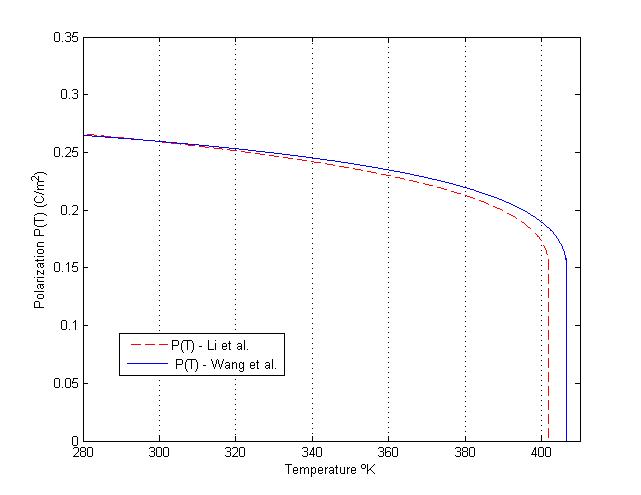 0.35
0.3
0.25
0.2
0.15
0.1
0.05
0
Polarization P(T) (C/m²)
P(T) - Li et al.
P(T) - Wang et al.
280 300 320 340 360 380 400
Temperature ºK